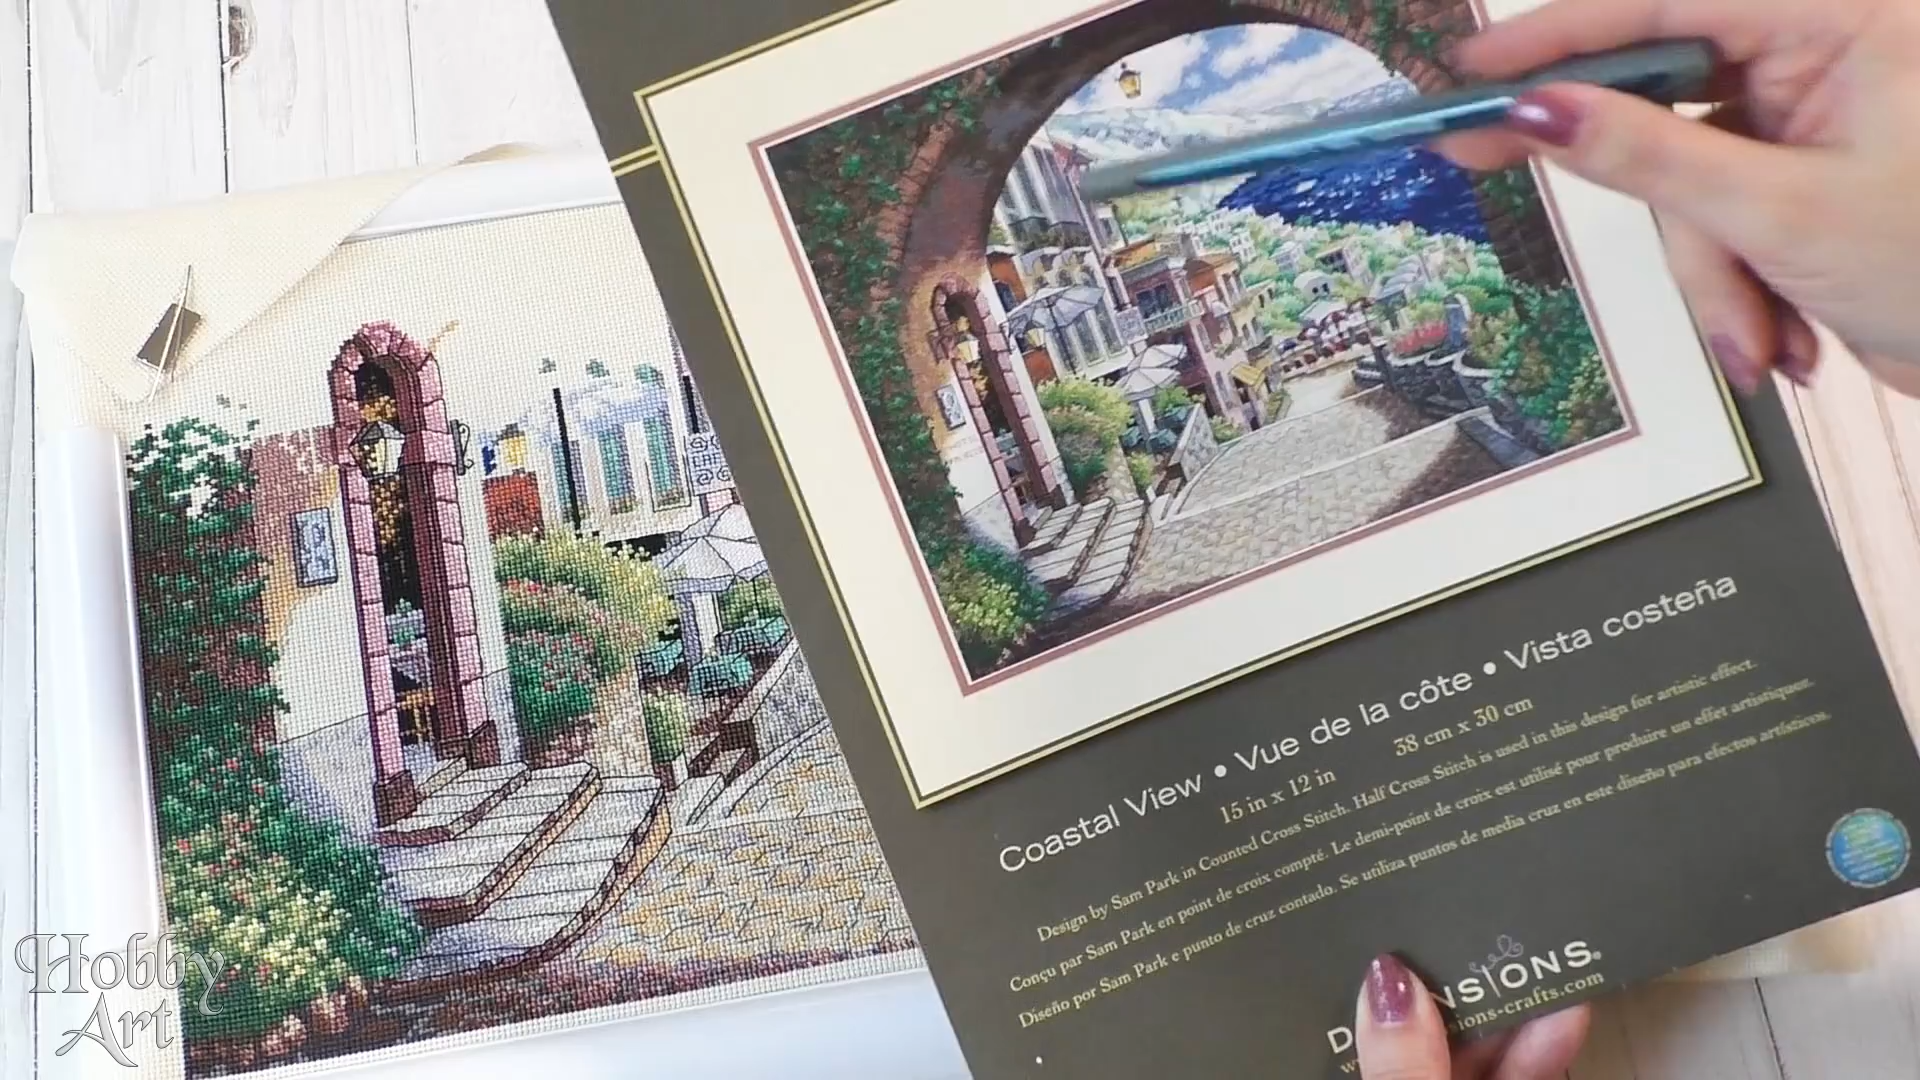 Coastal View • Vue de la côte • Vista costeña
15 in x 12 in 38 cm x 30 cm
Design by Sam Park in Counted Cross Stitch. Half Cross Stitch is used in this design for artistic effect.
Conçu par Sam Park en point de croix compté. Le demi-point de croix est utilisé pour produire un effet artistique.
Diseño por Sam Park e punto de cruz contado. Se utiliza puntos de media cruz en este diseño para efectos artísticos.
Hobby
Art